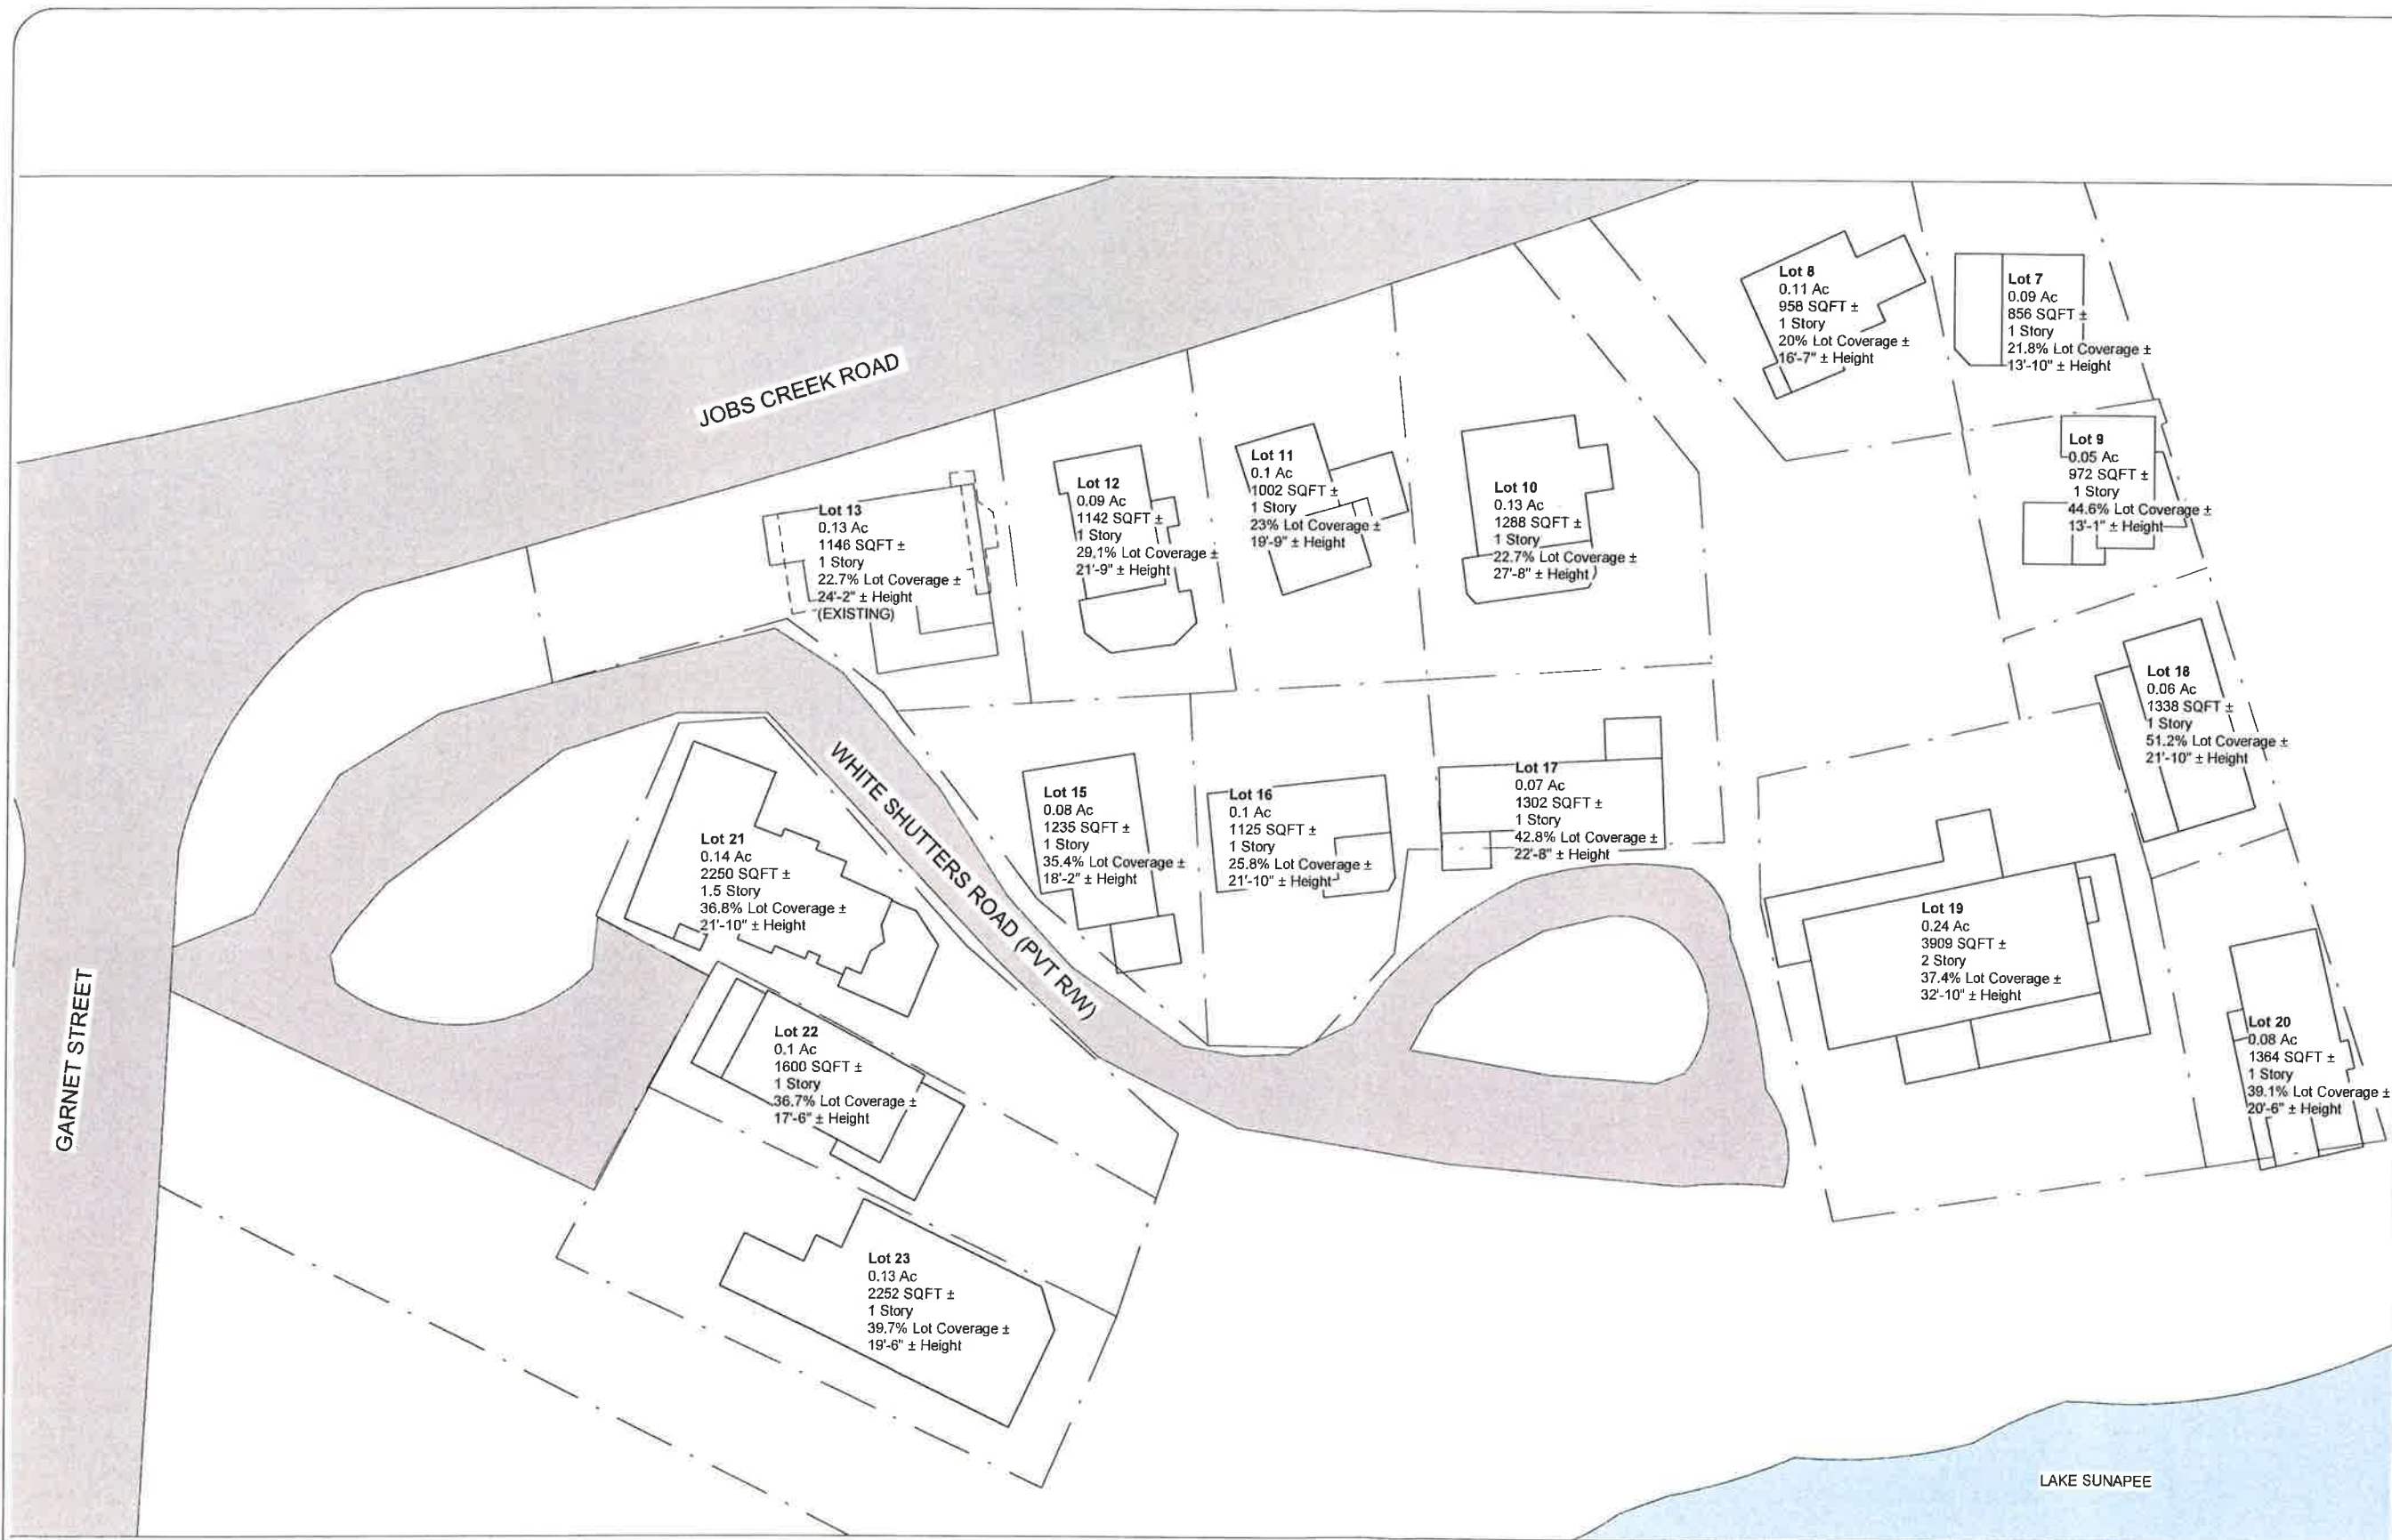 Lot 8
0.11 Ac
958 SQFT ±
1 Story
20% Lot Coverage ±
16'-7" ± Height
Lot 7
0.09 Ac
856 SQFT ±
1 Story
21.8% Lot Coverage ±
13'-10" ± Height
JOBS CREEK ROAD
Lot 13
0.13 Ac
1146 SQFT ±
1 Story
22.7% Lot Coverage ±
24'-2" ± Height
(EXISTING)
Lot 12
0.09 Ac
1142 SQFT ±
1 Story
29.1% Lot Coverage ±
21'-9" ± Height
Lot 11
0.1 Ac
1002 SQFT ±
1 Story
23% Lot Coverage ±
19'-9" ± Height
Lot 10
0.13 Ac
1288 SQFT ±
1 Story
22.7% Lot Coverage ±
27'-8" ± Height
Lot 9
0.05 Ac
972 SQFT ±
1 Story
44.6% Lot Coverage ±
13'-1" ± Height
Lot 18
0.06 Ac
1338 SQFT ±
1 Story
51.2% Lot Coverage ±
21'-10" ± Height
WHITE SHUTTERS ROAD (PVT R/W)
Lot 15
0.08 Ac
1235 SQFT ±
1 Story
35.4% Lot Coverage ±
18'-2" ± Height
Lot 16
0.1 Ac
1125 SQFT ±
1 Story
25.8% Lot Coverage ±
21'-10" ± Height
Lot 17
0.07 Ac
1302 SQFT ±
1 Story
42.8% Lot Coverage ±
22'-8" ± Height
Lot 21
0.14 Ac
2250 SQFT ±
1.5 Story
36.8% Lot Coverage ±
21'-10" ± Height
Lot 19
0.24 Ac
3909 SQFT ±
2 Story
37.4% Lot Coverage ±
32'-10" ± Height
GARNET STREET
Lot 22
0.1 Ac
1600 SQFT ±
1 Story
36.7% Lot Coverage ±
17'-6" ± Height
Lot 20
0.08 Ac
1364 SQFT ±
1 Story
39.1% Lot Coverage ±
20'-6" ± Height
Lot 23
0.13 Ac
2252 SQFT ±
1 Story
39.7% Lot Coverage ±
19'-6" ± Height
LAKE SUNAPEE